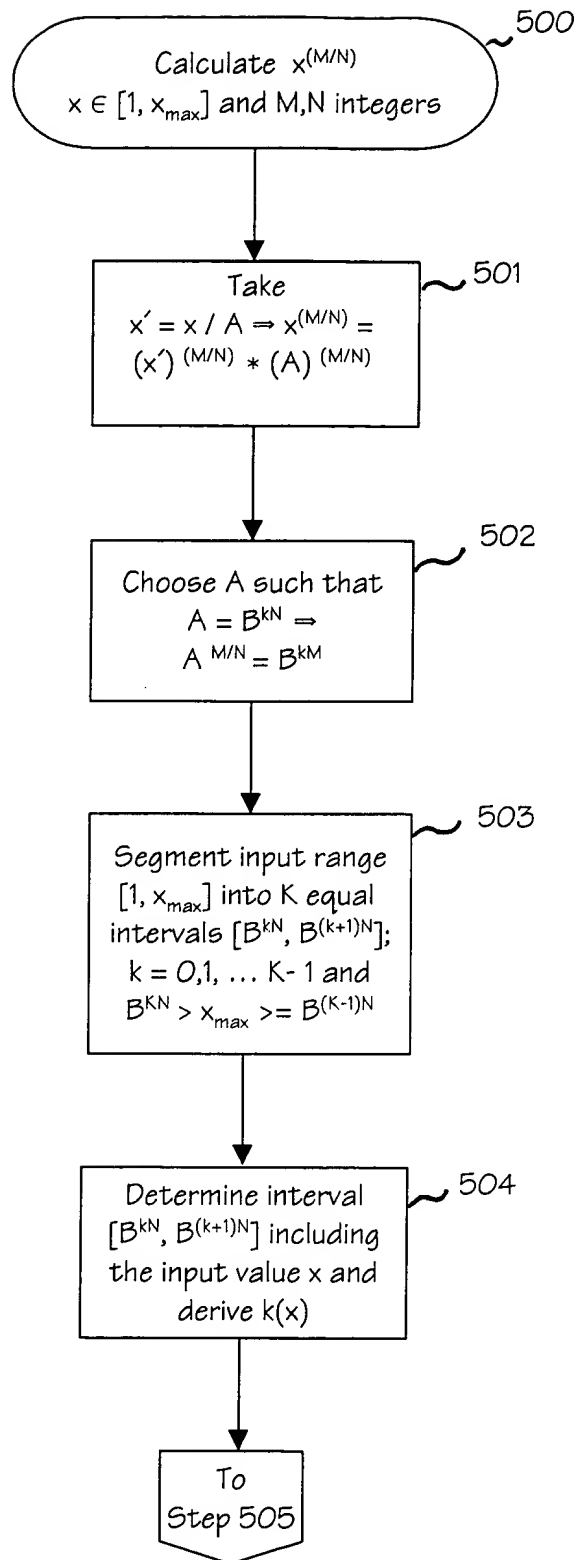 500
Calculate x^(M/N)
x ∈ [1, x_max] and M,N integers
501
Take
x′ = x / A ⇒ x^(M/N) =
(x′)^(M/N) * (A)^(M/N)
502
Choose A such that
A = B^kN ⇒
A^M/N = B^kM
503
Segment input range
[1, x_max] into K equal
intervals [B^kN, B^(k+1)N];
k = 0,1, ... K- 1 and
B^KN > x_max >= B^(K-1)N
504
Determine interval
[B^kN, B^(k+1)N] including
the input value x and
derive k(x)
To
Step 505